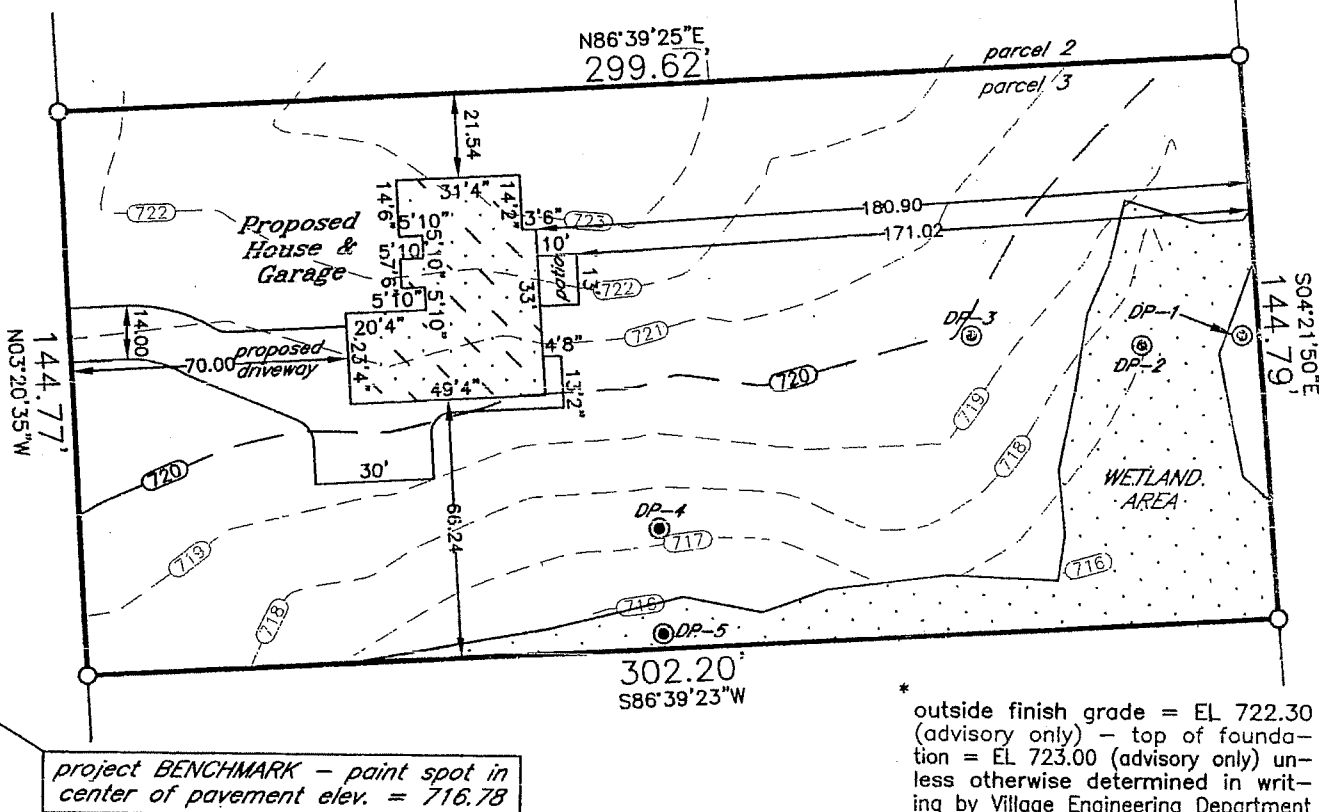 N86°39'25"E
299.62'
parcel 2
parcel 3
21.54
31'4"
14'6"
14'2"
722
Proposed
House &
Garage
5'10"
5'10"
5'10"
7'6"
5'10"
5'10"
3'6"
723
180.90
171.02
10'
patio
13'
33'
722
721
14.00
20'4"
70.00
proposed
driveway
23'4"
49'4"
4'8"
13'2"
DP-3
DP-1
DP-2
720
719
718
S04°21'50"E
144.79'
N03°20'35"W
144.77'
720
30'
66.24
DP-4
717
WETLAND
AREA
719
718
716
716
DP-5
302.20'
S86°39'23"W
project BENCHMARK – paint spot in
center of pavement elev. = 716.78
*
outside finish grade = EL 722.30
(advisory only) – top of founda-
tion = EL 723.00 (advisory only) un-
less otherwise determined in writ-
ing by Village Engineering Department